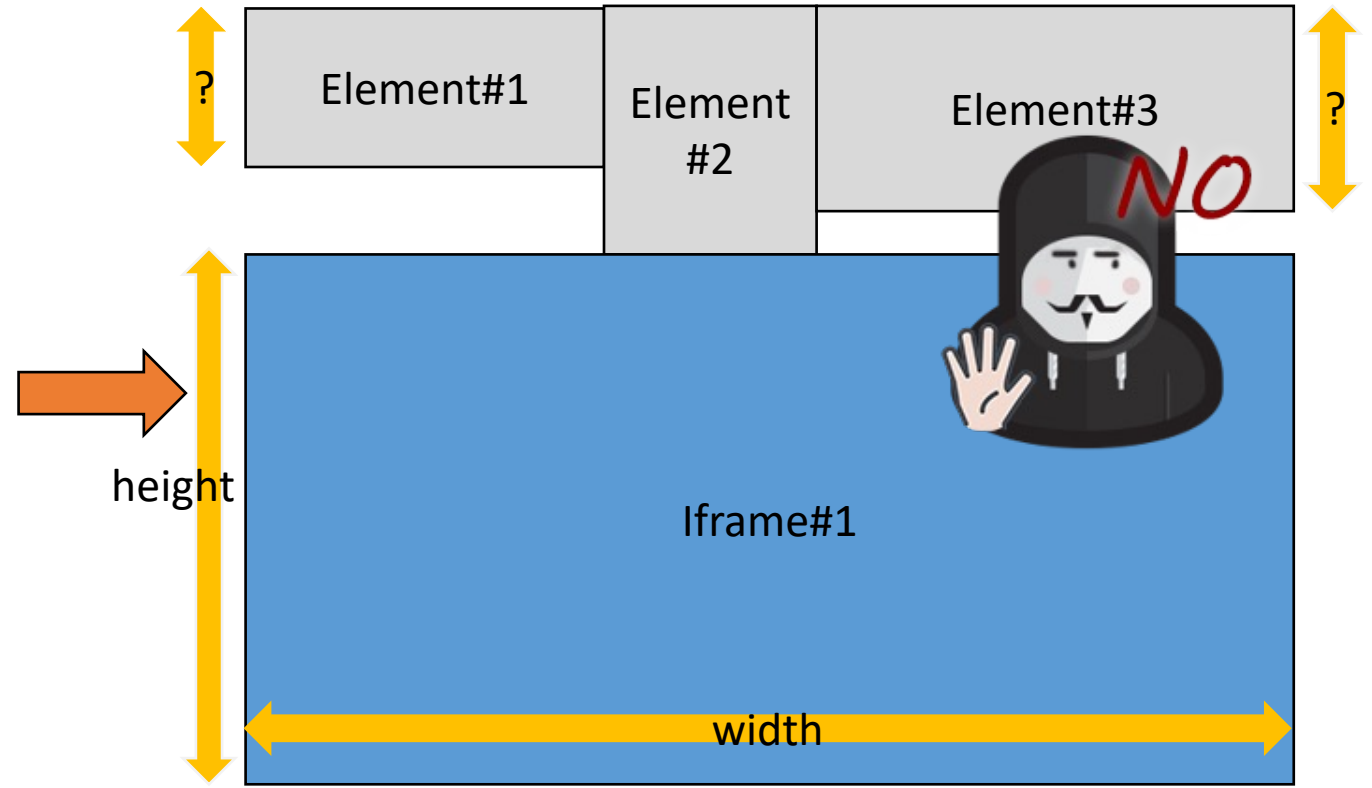 ?
Element#1
Element
#2
Element#3
?
NO
height
Iframe#1
width